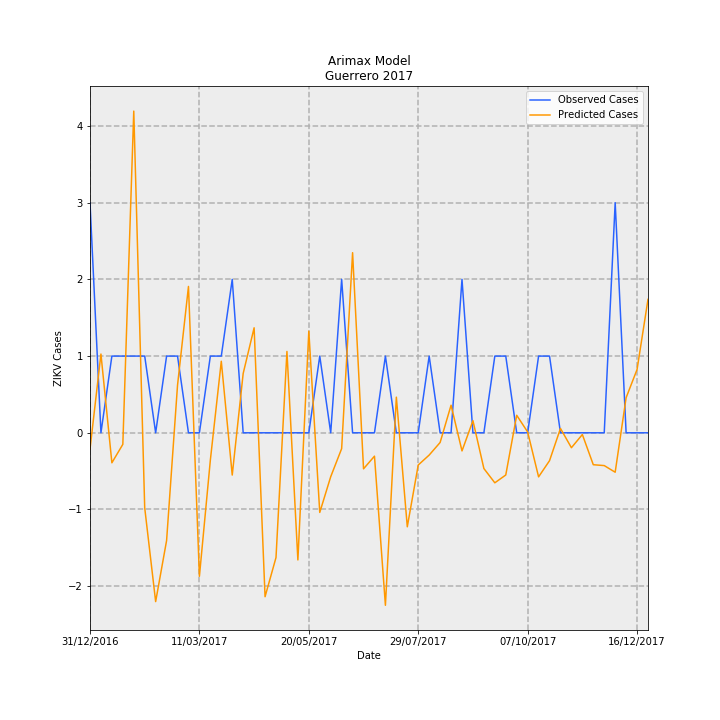 Arimax Model
Guerrero 2017
Observed Cases
Predicted Cases
4
3
2
1
0
−1
−2
ZIKV Cases
31/12/2016 11/03/2017 20/05/2017 29/07/2017 07/10/2017 16/12/2017
Date